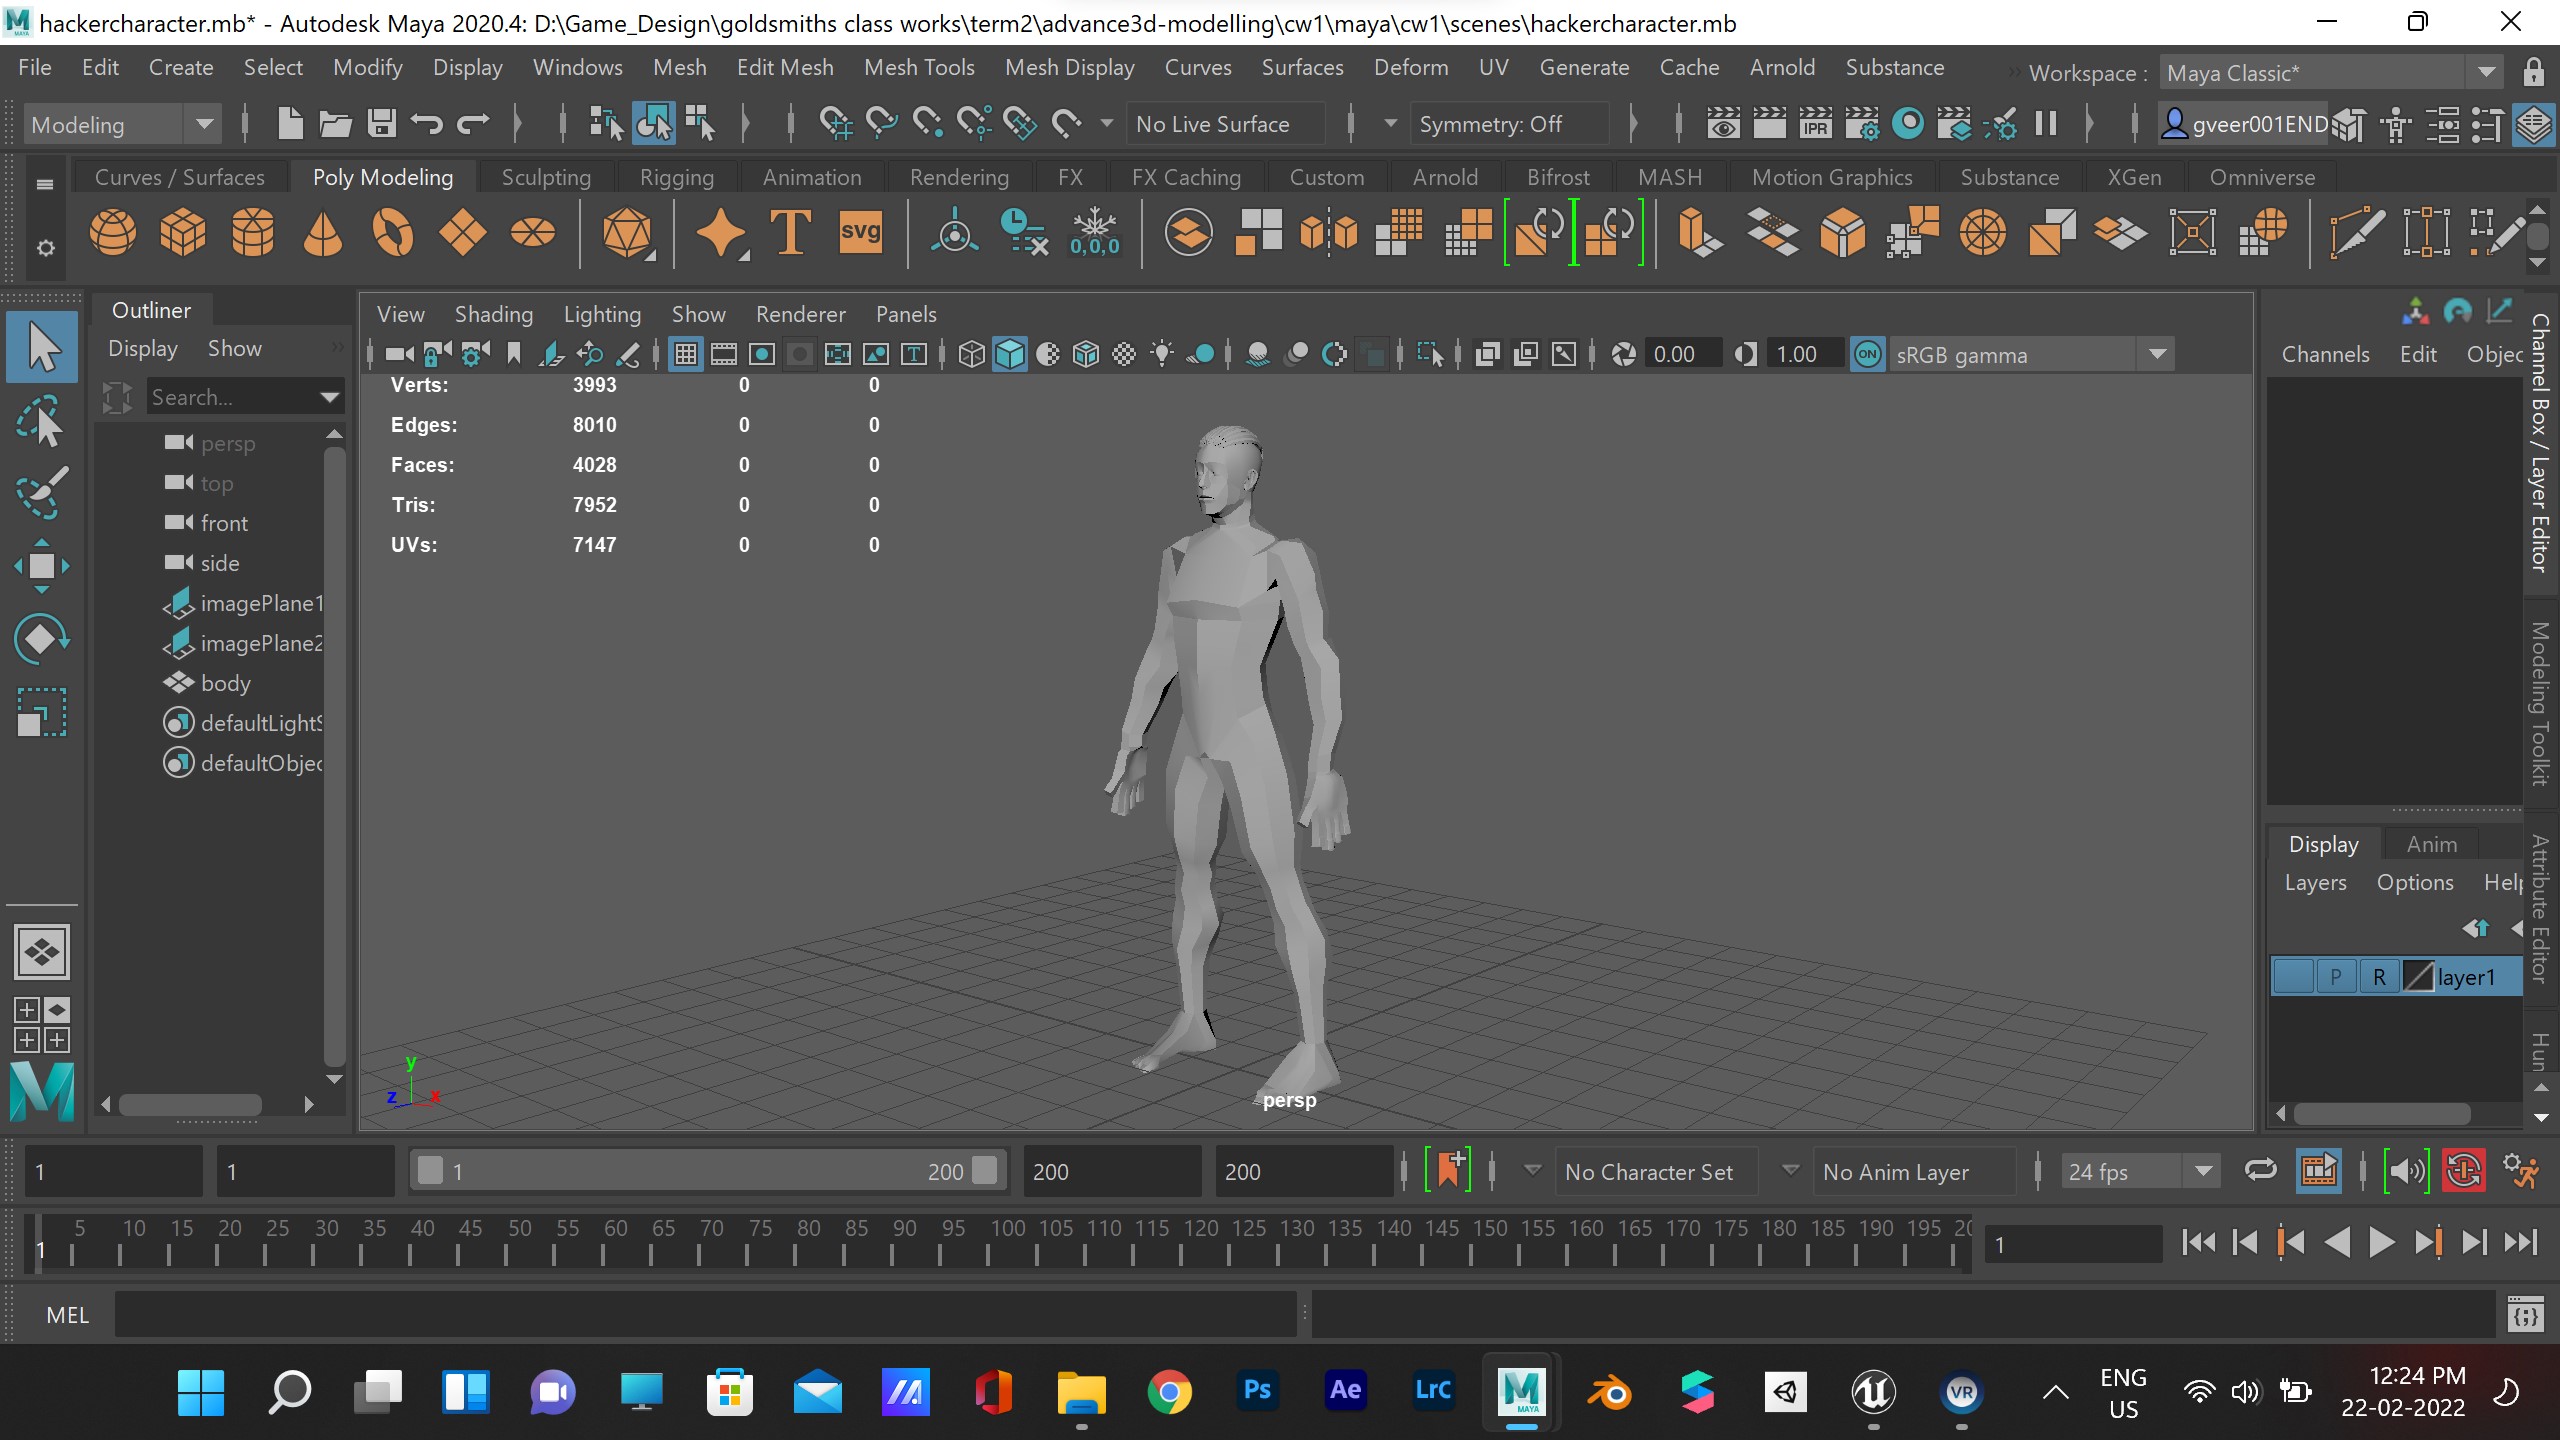 hackercharacter.mb* - Autodesk Maya 2020.4: D:\Game_Design\goldsmiths class works\term2\advance3d-modelling\cw1\maya\cw1\scenes\hackercharacter.mb
File Edit Create Select Modify Display Windows Mesh Edit Mesh Mesh Tools Mesh Display Curves Surfaces Deform UV Generate Cache Arnold Substance Workspace : Maya Classic*
Modeling No Live Surface Symmetry: Off IPR gveer001END
Curves / Surfaces Poly Modeling Sculpting Rigging Animation Rendering FX FX Caching Custom Arnold Bifrost MASH Motion Graphics Substance XGen Omniverse
T svg 0,0,0
Outliner
Display Show
Search...
persp
top
front
side
imagePlane1
imagePlane2
body
defaultLightS
defaultObjec
View Shading Lighting Show Renderer Panels
0.00 1.00 ON sRGB gamma
Verts: 3993 0 0
Edges: 8010 0 0
Faces: 4028 0 0
Tris: 7952 0 0
UVs: 7147 0 0
y
z x
persp
Channels Edit Objec
Channel Box / Layer Editor
Modeling Toolkit
Attribute Editor
Hun
Display Anim
Layers Options Help
P R layer1
1 1 1 200 200 200 No Character Set No Anim Layer 24 fps
5 10 15 20 25 30 35 40 45 50 55 60 65 70 75 80 85 90 95 100 105 110 115 120 125 130 135 140 145 150 155 160 165 170 175 180 185 190 195 20
1 1
MEL
Ps Ae LrC M MAYA VR
ENG
US
12:24 PM
22-02-2022